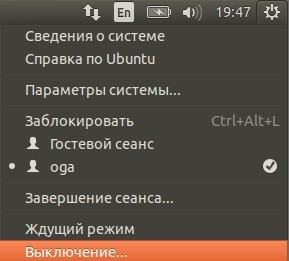 En 19:47
Сведения о системе
Справка по Ubuntu
Параметры системы...
Заблокировать Ctrl+Alt+L
Гостевой сеанс
oga
Завершение сеанса...
Ждущий режим
Выключение...